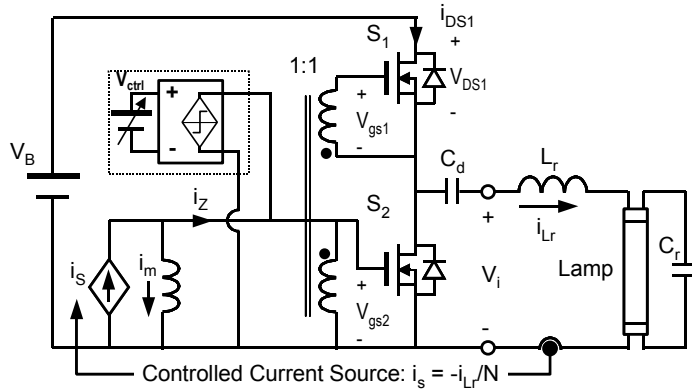 i_DS1
S_1
+
V_DS1
-
1:1
V_ctrl
+
-
+
V_gs1
-
V_B
C_d
L_r
i_Z
S_2
+
i_Lr
C_r
i_S
i_m
+
V_gs2
-
V_i
Lamp
-
Controlled Current Source: i_s = -i_Lr/N